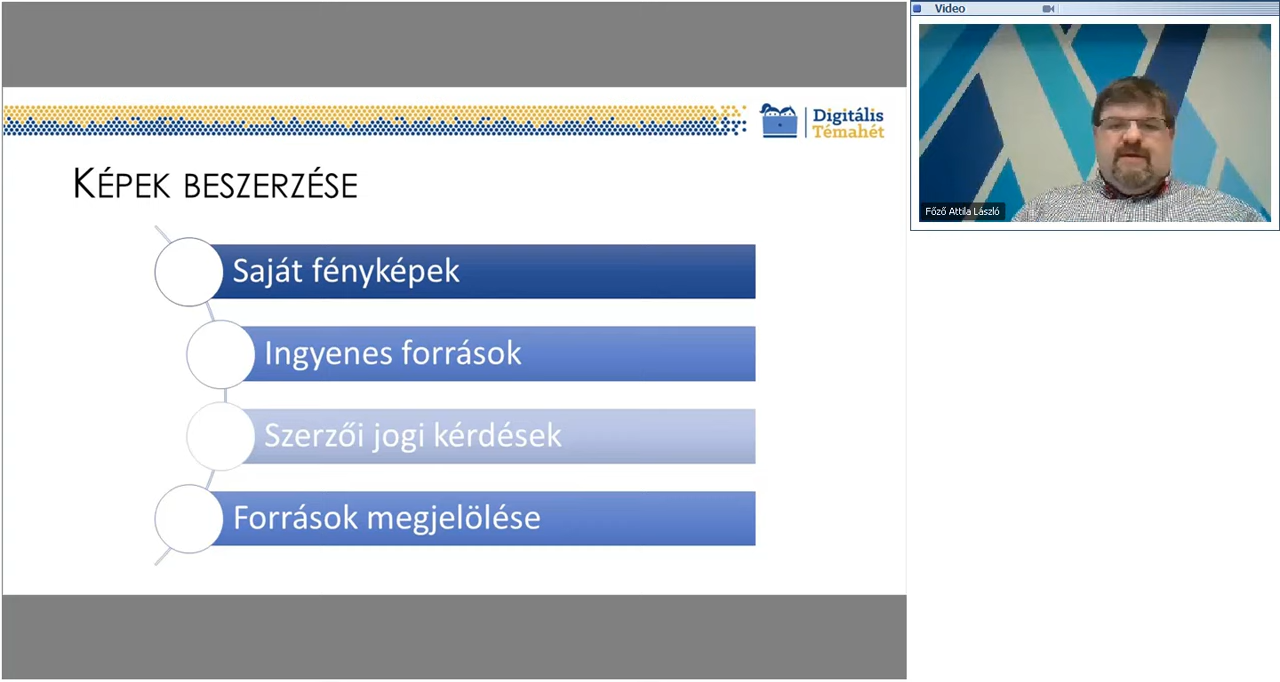 Digitális
Témahét
Képek beszerzése
Saját fényképek
Ingyenes források
Szerzői jogi kérdések
Források megjelölése
Video
Főző Attila László